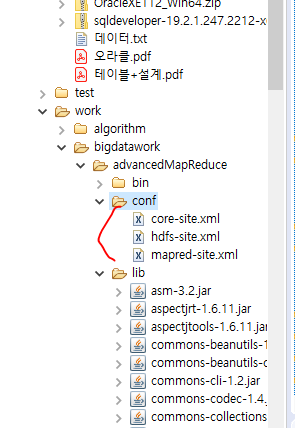 OracleXE112_Win64.zip
sqldeveloper-19.2.1.247.2212-x6
데이터.txt
오라클.pdf
테이블+설계.pdf
test
work
algorithm
bigdatawork
advancedMapReduce
bin
conf
core-site.xml
hdfs-site.xml
mapred-site.xml
lib
asm-3.2.jar
aspectjrt-1.6.11.jar
aspectjtools-1.6.11.jar
commons-beanutils-1
commons-beanutils-c
commons-cli-1.2.jar
commons-codec-1.4.
commons-collections